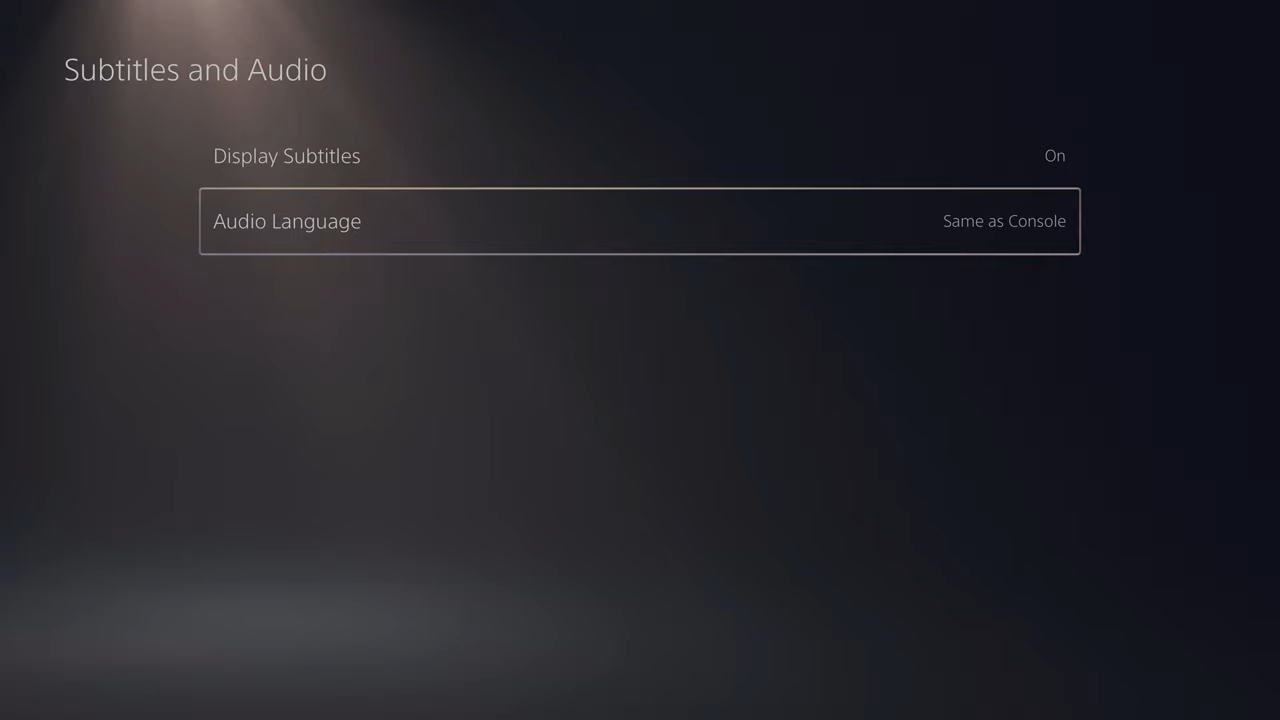 Subtitles and Audio
Display Subtitles On
Audio Language Same as Console